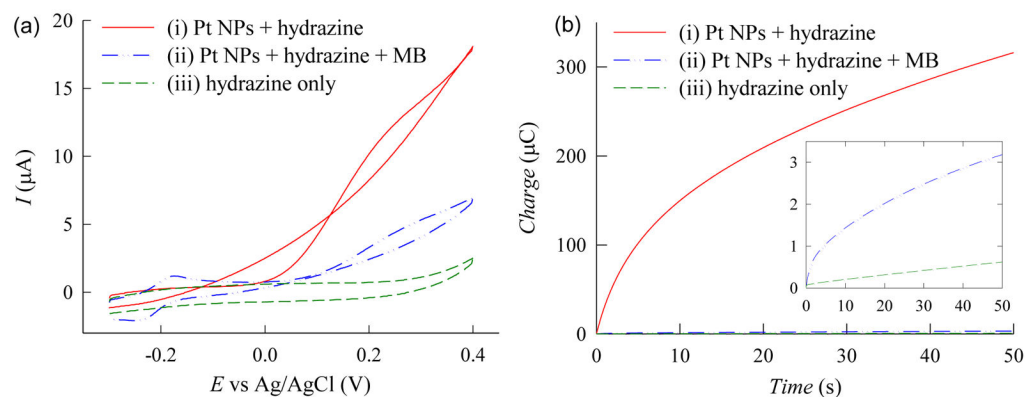 (a)
(i) Pt NPs + hydrazine
(ii) Pt NPs + hydrazine + MB
(iii) hydrazine only
20
15
10
5
0
I (μA)
-0.2
0.0
0.2
0.4
E vs Ag/AgCl (V)
(b)
(i) Pt NPs + hydrazine
(ii) Pt NPs + hydrazine + MB
(iii) hydrazine only
300
200
100
0
Charge (μC)
3
2
1
0
0 10 20 30 40 50
0 10 20 30 40 50
Time (s)